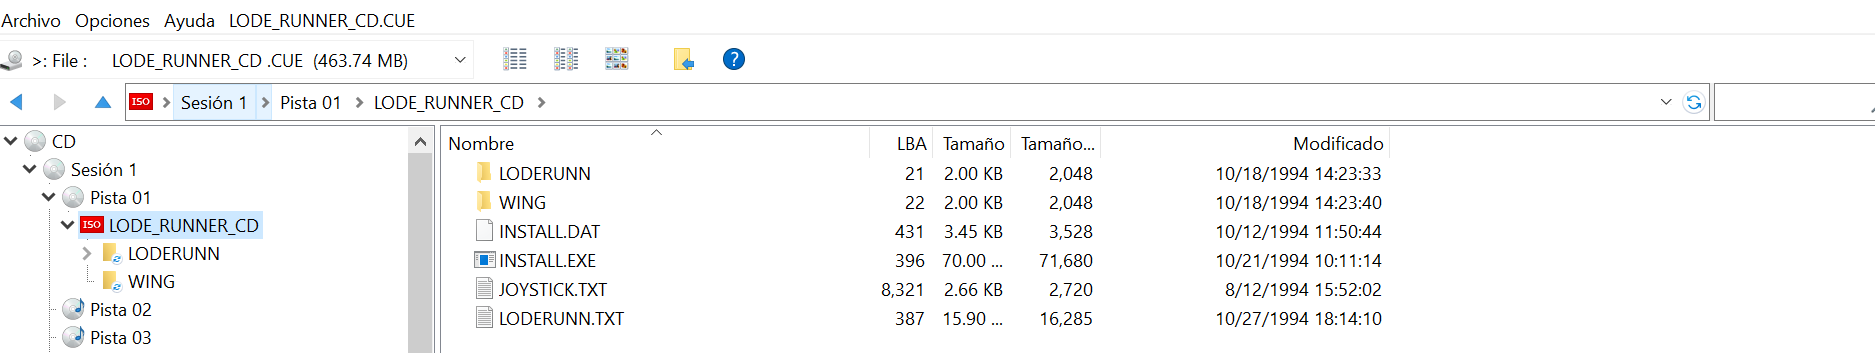 Archivo Opciones Ayuda LODE_RUNNER_CD.CUE
>: File : LODE_RUNNER_CD .CUE (463.74 MB)
ISO Sesión 1 Pista 01 LODE_RUNNER_CD
CD
Sesión 1
Pista 01
ISO LODE_RUNNER_CD
LODERUNN
WING
Pista 02
Pista 03
Nombre LBA Tamaño Tamaño... Modificado
LODERUNN 21 2.00 KB 2,048 10/18/1994 14:23:33
WING 22 2.00 KB 2,048 10/18/1994 14:23:40
INSTALL.DAT 431 3.45 KB 3,528 10/12/1994 11:50:44
INSTALL.EXE 396 70.00 ... 71,680 10/21/1994 10:11:14
JOYSTICK.TXT 8,321 2.66 KB 2,720 8/12/1994 15:52:02
LODERUNN.TXT 387 15.90 ... 16,285 10/27/1994 18:14:10